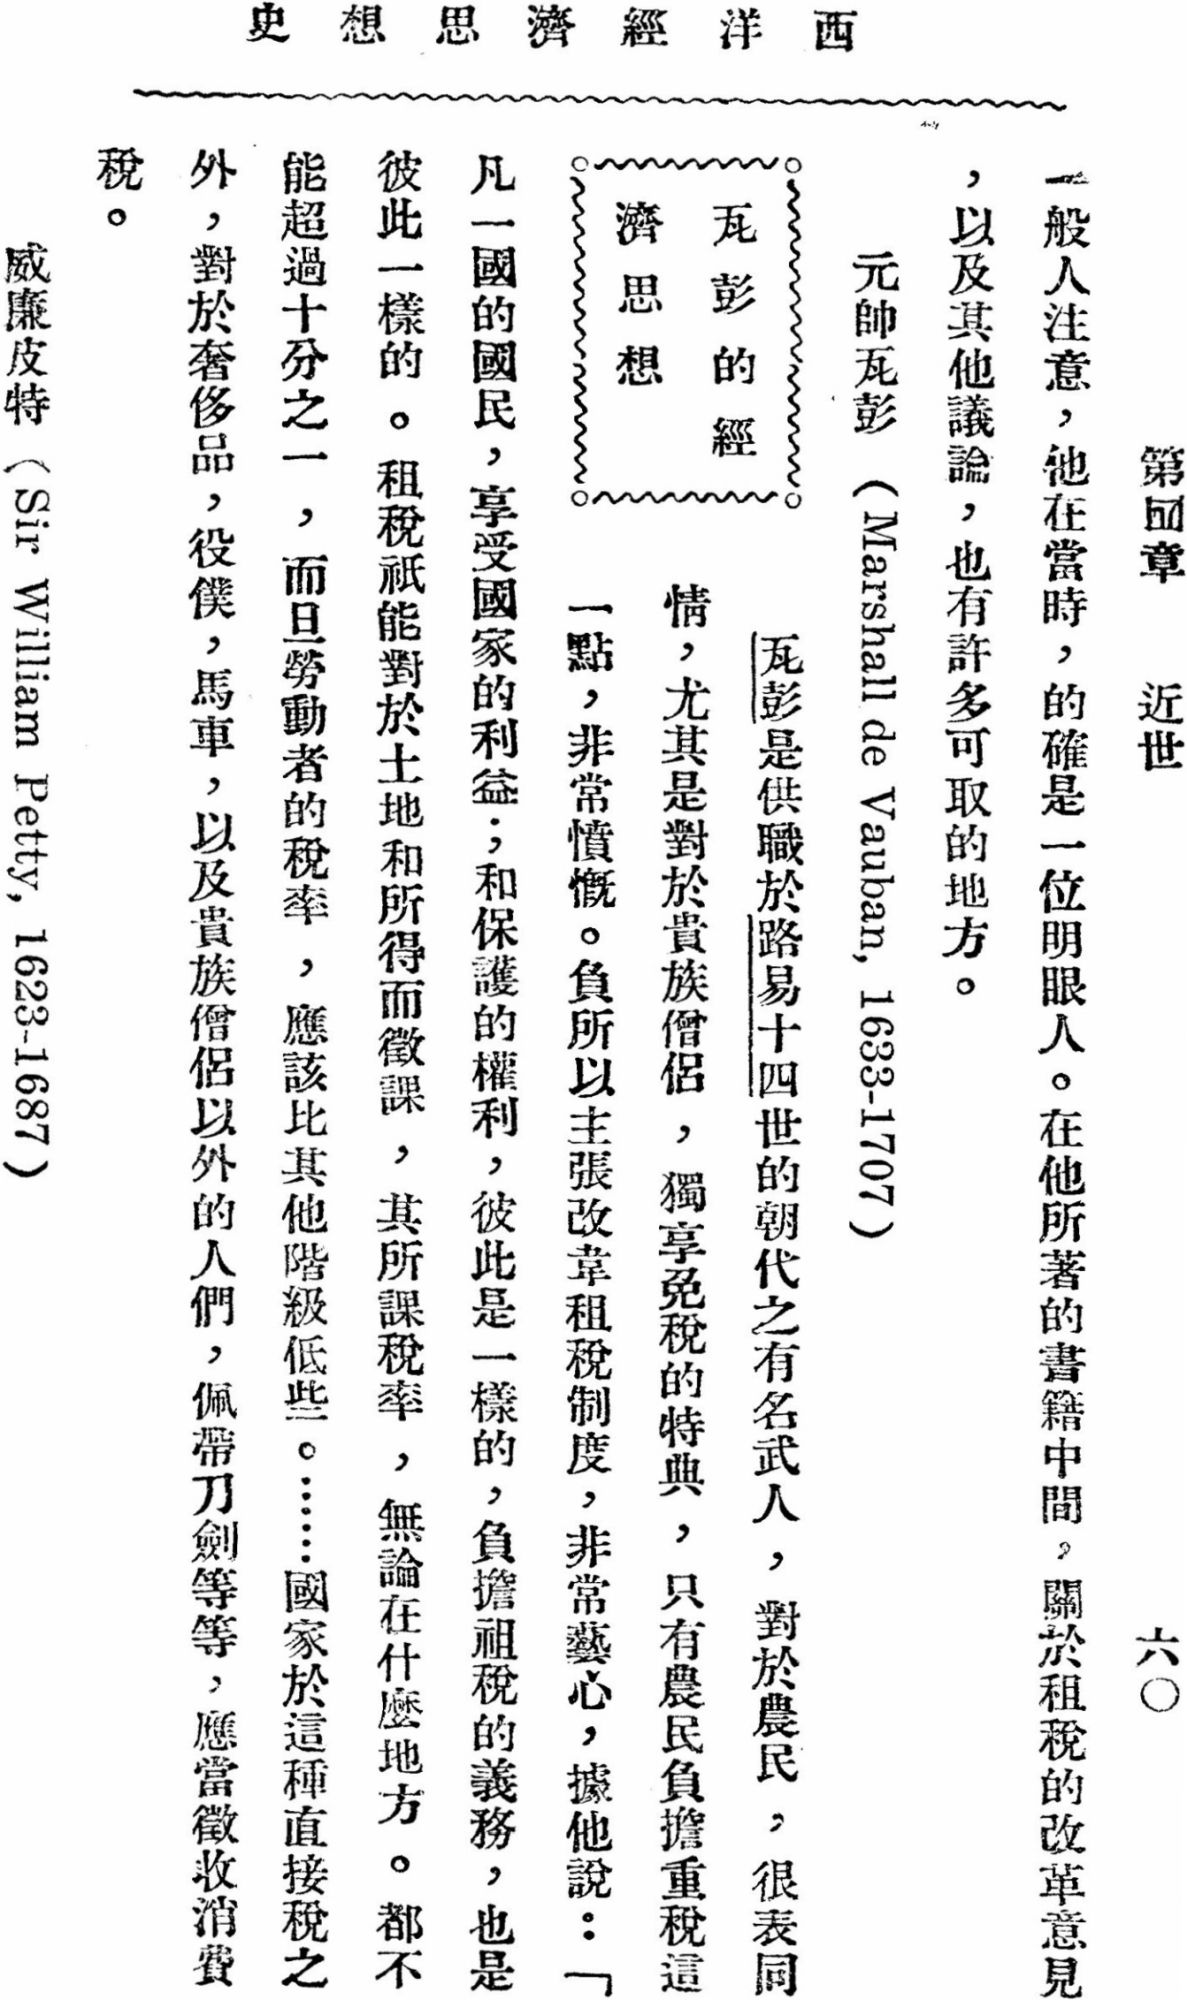 西洋經濟思想史
第四章　近世　六〇
一般人注意，他在當時，的確是一位明眼人。在他所著的書籍中間，關於租稅的改革意見
，以及其他議論，也有許多可取的地方。
元帥瓦彭（Marshall de Vauban, 1633-1707）
瓦彭的經
濟思想
瓦彭是供職於路易十四世的朝代之有名武人，對於農民，很表同
情，尤其是對於貴族僧侶，獨享免稅的特典，只有農民負擔重稅這
一點，非常憤慨。負所以主張改韋租稅制度，非常藝心，據他說：「
凡一國的國民，享受國家的利益；和保護的權利，彼此是一樣的，負擔祖稅的義務，也是
彼此一樣的。租稅祇能對於土地和所得而徵課，其所課稅率，無論在什麼地方。都不
能超過十分之一，而且勞動者的稅率，應該比其他階級低些。……國家於這種直接稅之
外，對於奢侈品，役僕，馬車，以及貴族僧侶以外的人們，佩帶刀劍等等，應當徵收消費
稅。
威廉皮特（Sir William Petty, 1623-1687）